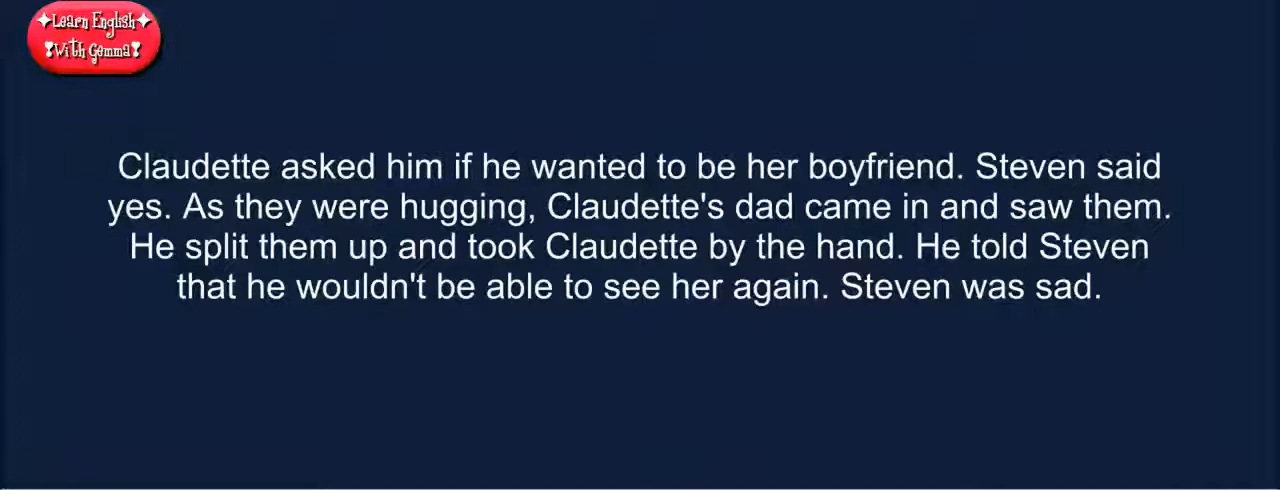 ✦Learn English✦
❣With Gemma❣
Claudette asked him if he wanted to be her boyfriend. Steven said
yes. As they were hugging, Claudette's dad came in and saw them.
He split them up and took Claudette by the hand. He told Steven
that he wouldn't be able to see her again. Steven was sad.